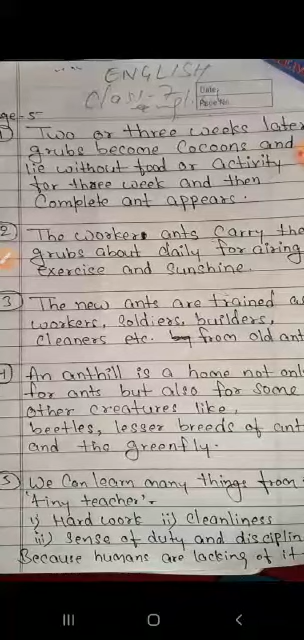 ENGLISH
Class-7
Date:
Page No.
ge-5
Two or three weeks later
grubs become Cocoons and
lie without food or activity
for three week and then
Complete ant appears.
2 The worker ants carry the
grubs about daily for airing
exercise and sunshine.
3 The new ants are trained as
workers, soldiers, builders,
cleaners etc. from old ant
An anthill is a home not onl
for ants but also for some
other creatures like,
beetles, lesser breeds of ant
and the greenfly.
5 We can learn many things from
'tiny teacher'-
i) Hard work ii) cleanliness
iii) sense of duty and disciplin
Because humans are lacking of it